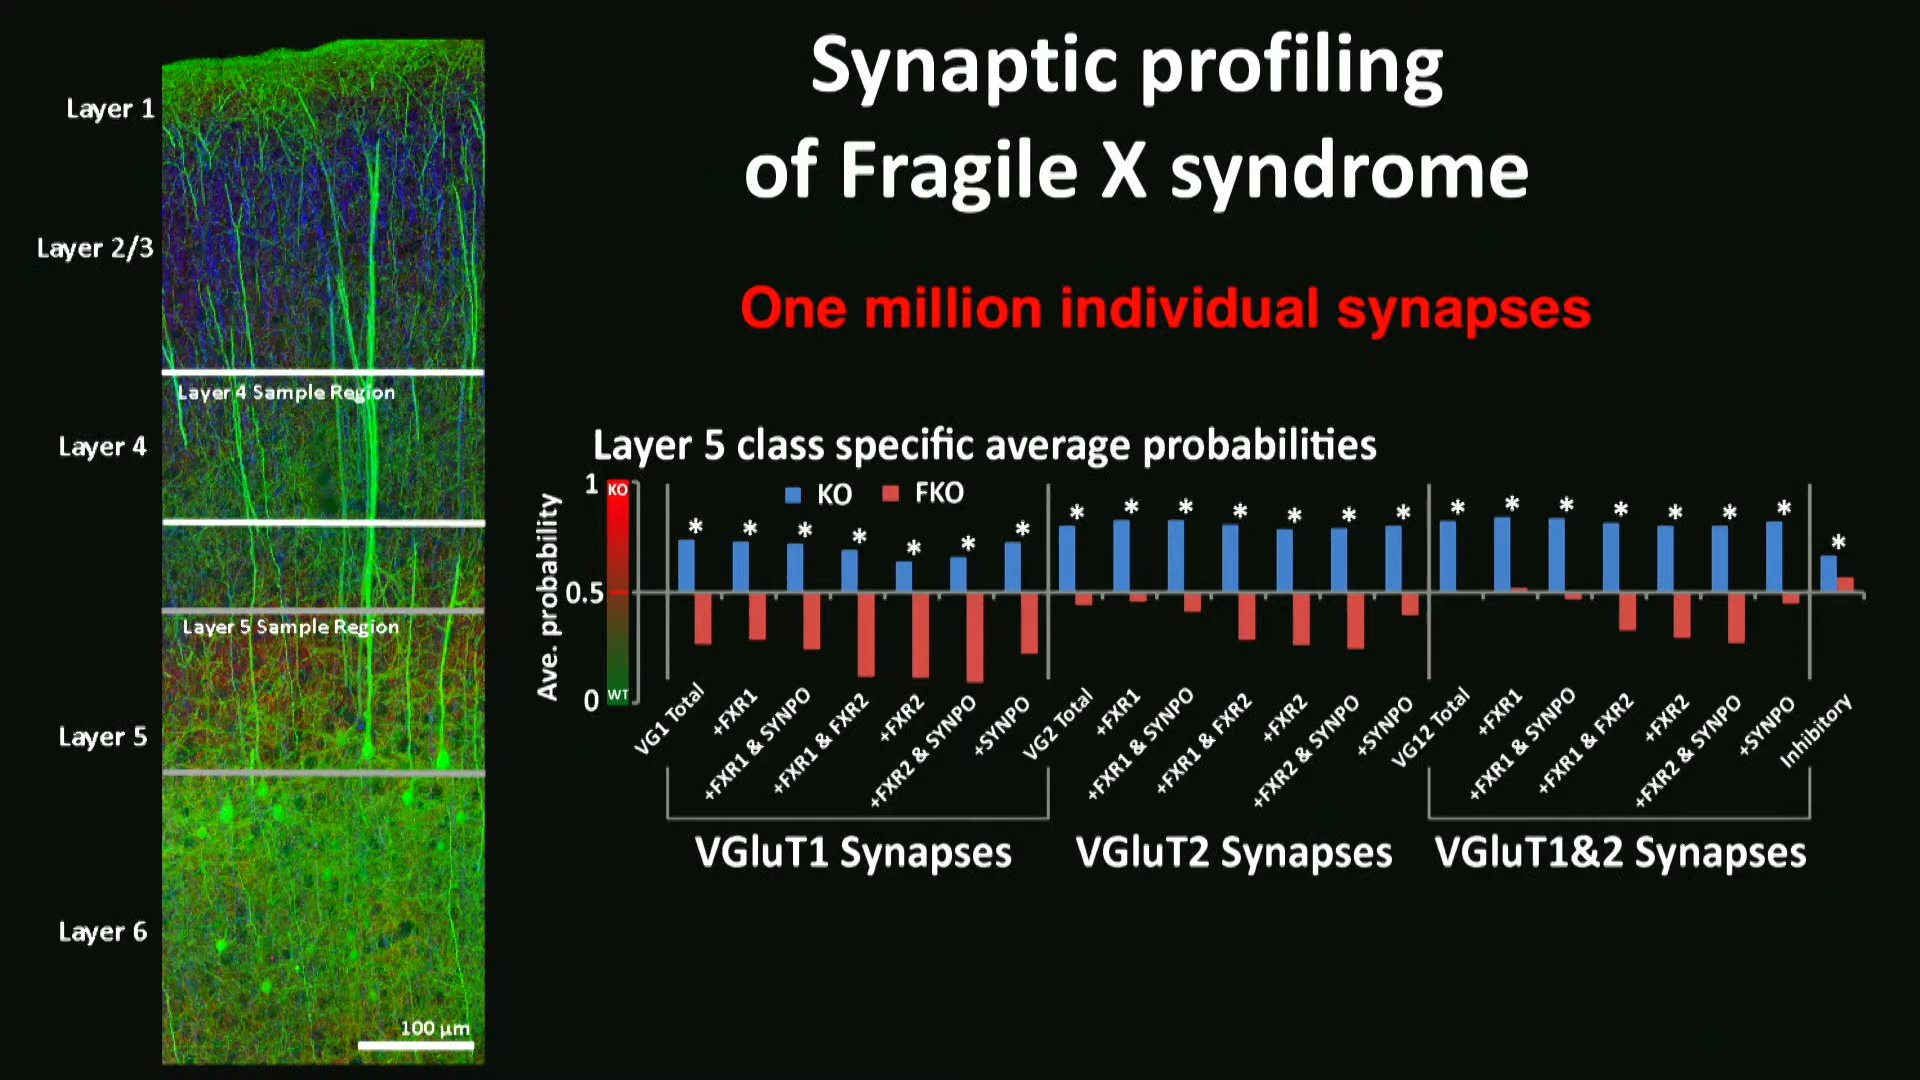 Synaptic profiling
of Fragile X syndrome
One million individual synapses
Layer 1
Layer 2/3
Layer 4 Sample Region
Layer 4
Layer 5 Sample Region
Layer 5
Layer 6
100 µm
Layer 5 class specific average probabilities
Ave. probability
1
0.5
0
KO
WT
KO
FKO
* * * * * * * * * * * * * * * * * * * * * *
VG1 Total
+FXR1
+FXR1 & SYNPO
+FXR1 & FXR2
+FXR2
+FXR2 & SYNPO
+SYNPO
VG2 Total
+FXR1
+FXR1 & SYNPO
+FXR1 & FXR2
+FXR2
+FXR2 & SYNPO
+SYNPO
VG12 Total
+FXR1
+FXR1 & SYNPO
+FXR1 & FXR2
+FXR2
+FXR2 & SYNPO
+SYNPO
Inhibitory
VGluT1 Synapses
VGluT2 Synapses
VGluT1&2 Synapses